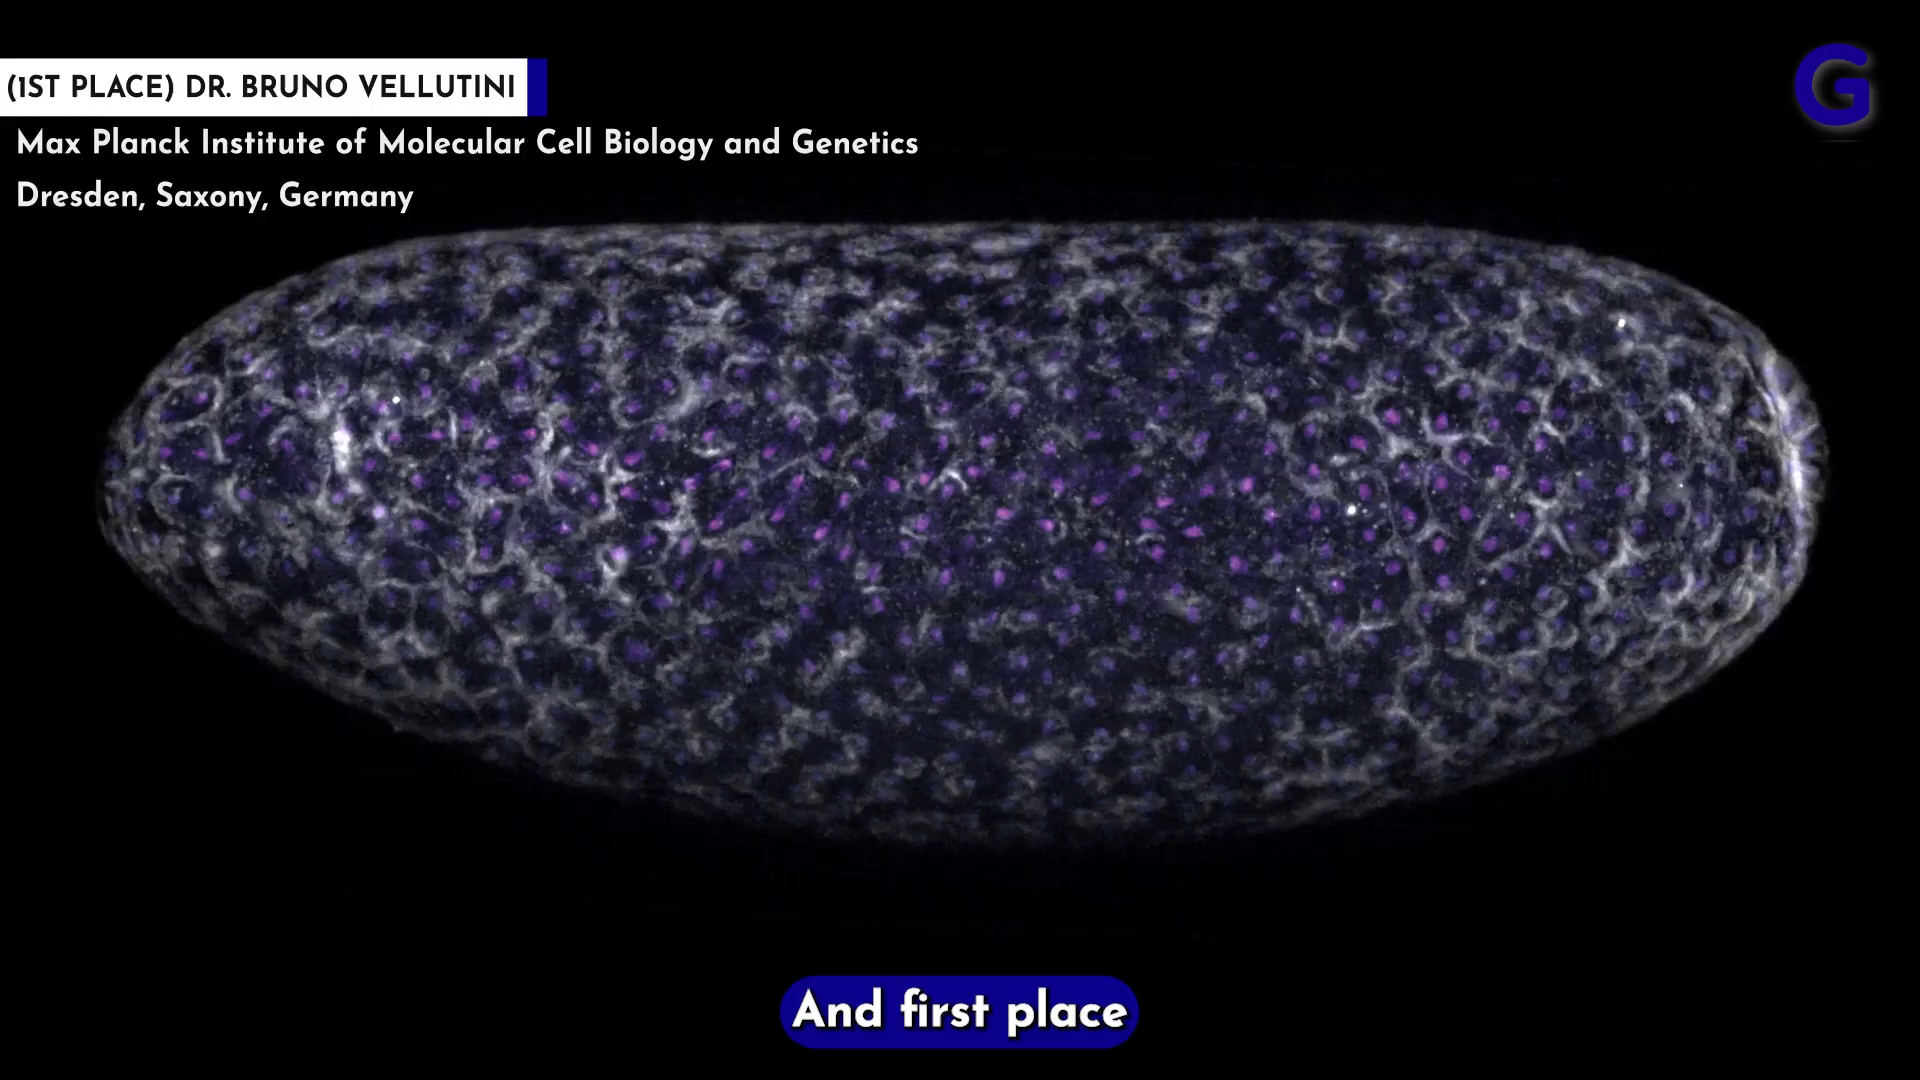 (1ST PLACE) DR. BRUNO VELLUTINI
G
Max Planck Institute of Molecular Cell Biology and Genetics
Dresden, Saxony, Germany
And first place